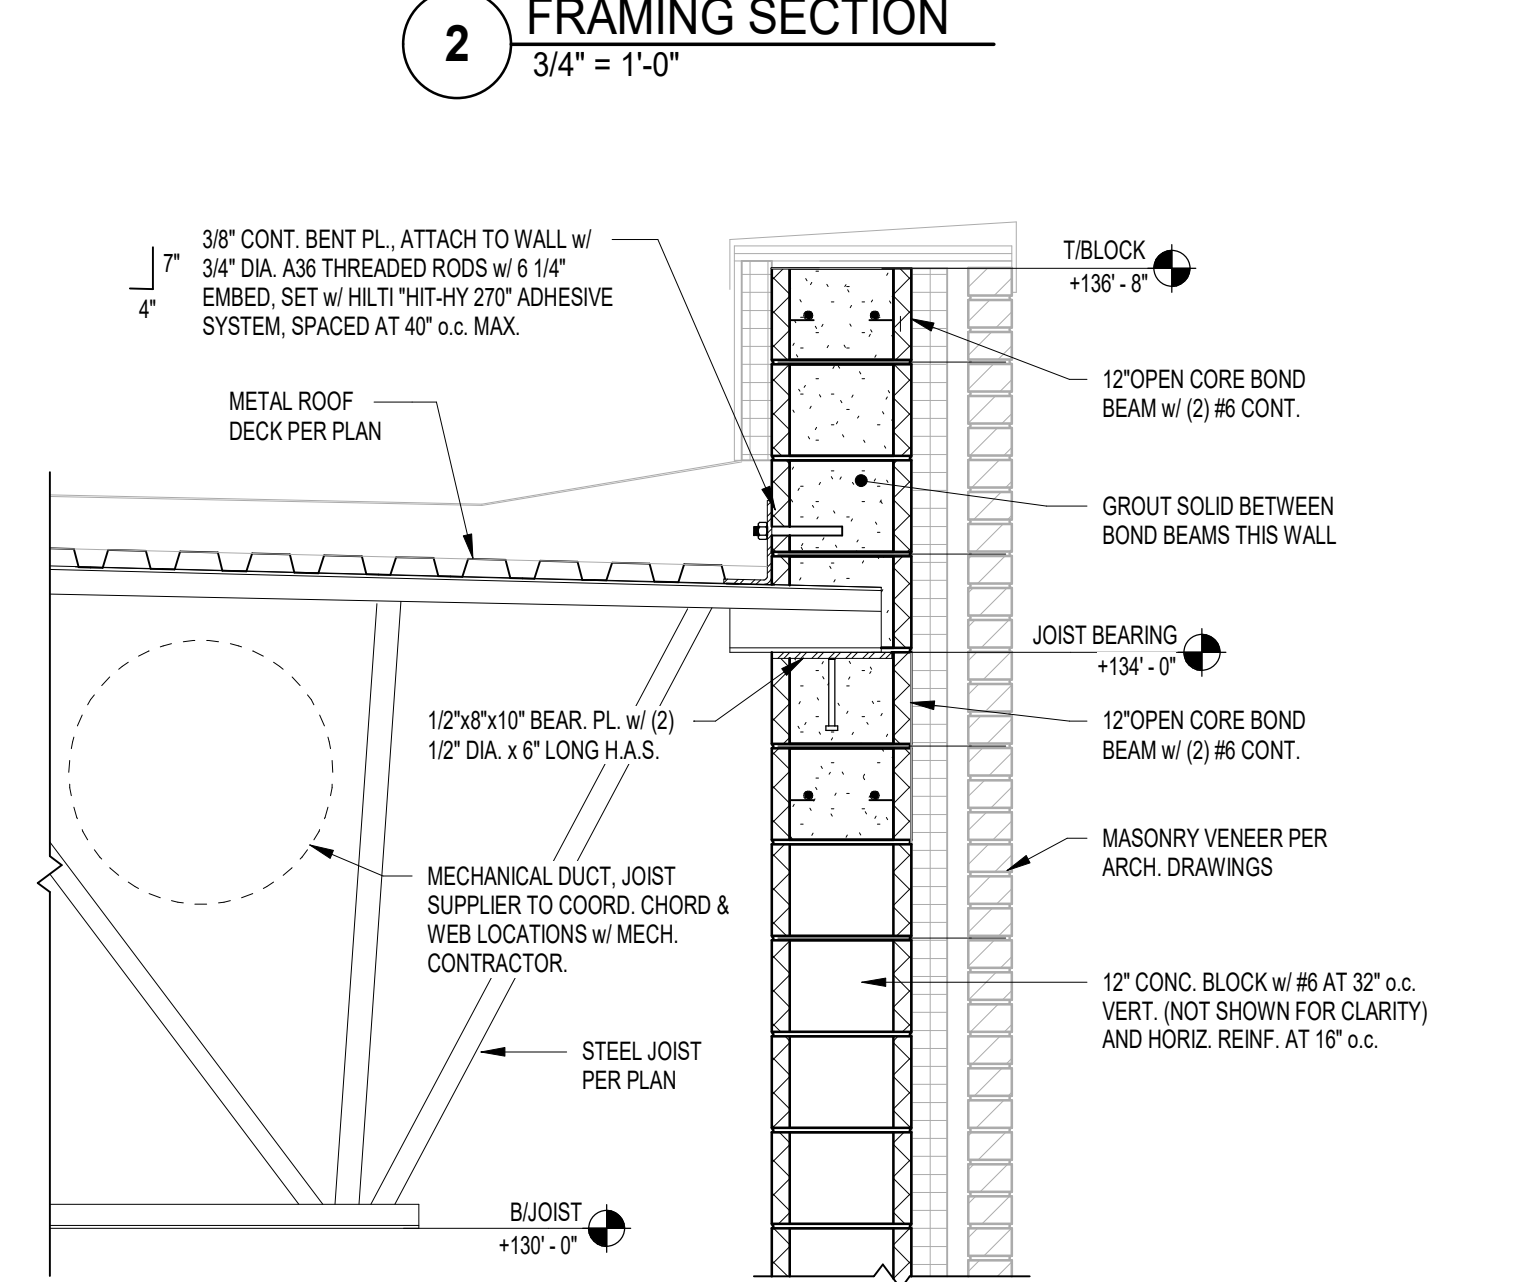 2
FRAMING SECTION
3/4" = 1'-0"
7"
4"
3/8" CONT. BENT PL., ATTACH TO WALL w/
3/4" DIA. A36 THREADED RODS w/ 6 1/4"
EMBED, SET w/ HILTI "HIT-HY 270" ADHESIVE
SYSTEM, SPACED AT 40" o.c. MAX.
METAL ROOF
DECK PER PLAN
T/BLOCK
+136' - 8"
12"OPEN CORE BOND
BEAM w/ (2) #6 CONT.
GROUT SOLID BETWEEN
BOND BEAMS THIS WALL
JOIST BEARING
+134' - 0"
1/2"x8"x10" BEAR. PL. w/ (2)
1/2" DIA. x 6" LONG H.A.S.
12"OPEN CORE BOND
BEAM w/ (2) #6 CONT.
MASONRY VENEER PER
ARCH. DRAWINGS
MECHANICAL DUCT, JOIST
SUPPLIER TO COORD. CHORD &
WEB LOCATIONS w/ MECH.
CONTRACTOR.
12" CONC. BLOCK w/ #6 AT 32" o.c.
VERT. (NOT SHOWN FOR CLARITY)
AND HORIZ. REINF. AT 16" o.c.
STEEL JOIST
PER PLAN
B/JOIST
+130' - 0"